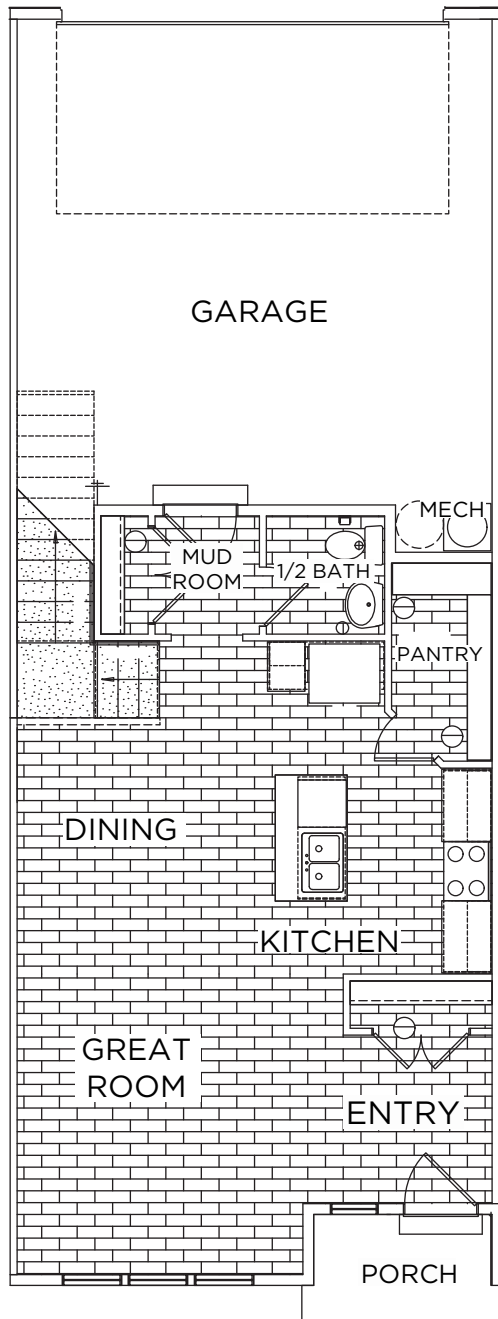 GARAGE
MECH
MUD
ROOM
1/2 BATH
PANTRY
DINING
KITCHEN
GREAT
ROOM
ENTRY
PORCH